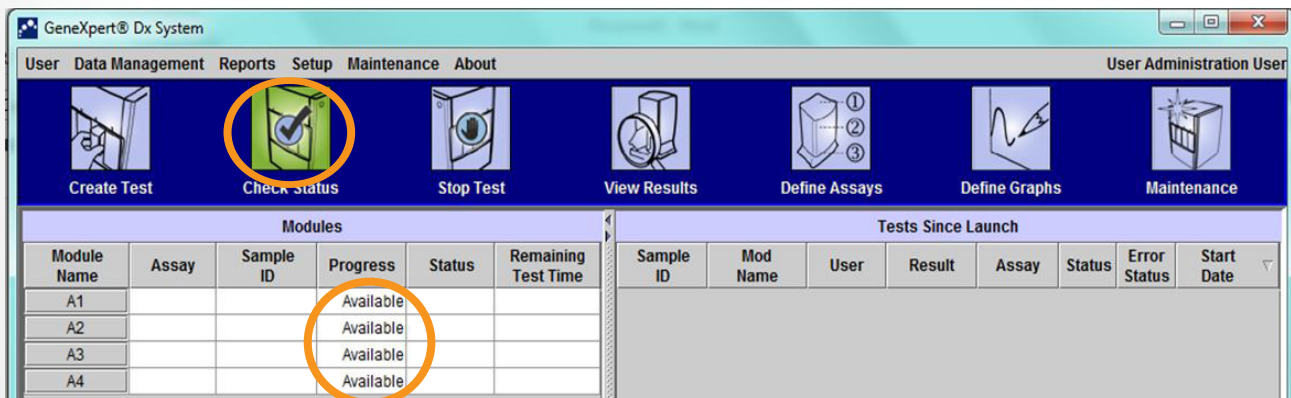 GeneXpert® Dx System
User Data Management Reports Setup Maintenance About User Administration User
Create Test Check Status Stop Test View Results Define Assays Define Graphs Maintenance
1
2
3
Modules Tests Since Launch
Module Name Assay Sample ID Progress Status Remaining Test Time Sample ID Mod Name User Result Assay Status Error Status Start Date
A1 Available
A2 Available
A3 Available
A4 Available